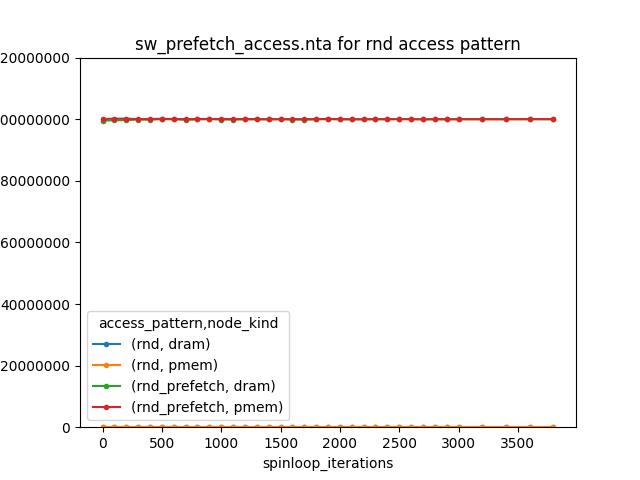 sw_prefetch_access.nta for rnd access pattern
20000000
00000000
80000000
60000000
40000000
20000000
0
access_pattern,node_kind
(rnd, dram)
(rnd, pmem)
(rnd_prefetch, dram)
(rnd_prefetch, pmem)
0 500 1000 1500 2000 2500 3000 3500
spinloop_iterations